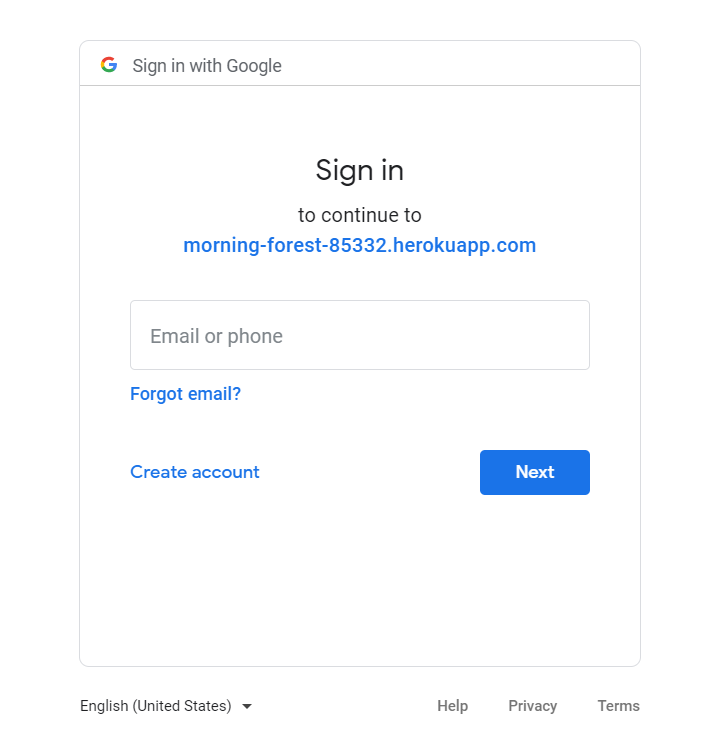 Sign in with Google
Sign in
to continue to
morning-forest-85332.herokuapp.com
Email or phone
Forgot email?
Create account
Next
English (United States)
Help
Privacy
Terms